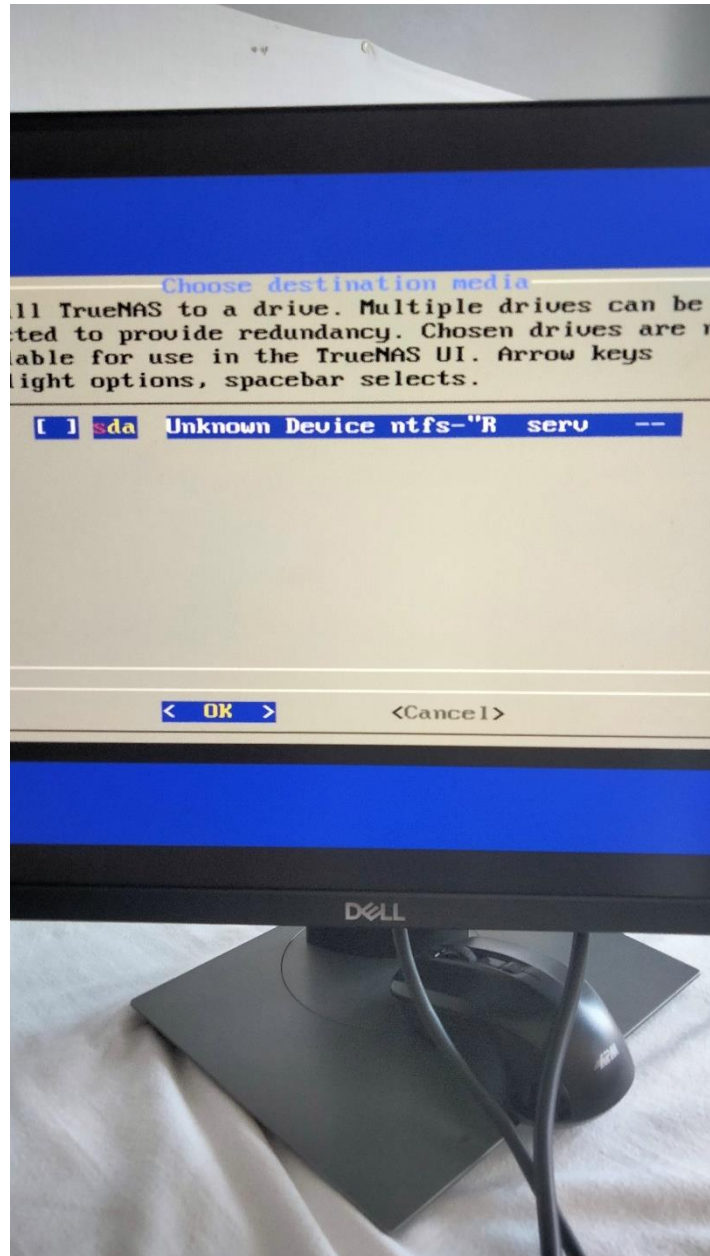 Choose destination media
ll TrueNAS to a drive. Multiple drives can be
ted to provide redundancy. Chosen drives are
lable for use in the TrueNAS UI. Arrow keys
light options, spacebar selects.
[ ] sda Unknown Device ntfs-"R serv --
< OK > <Cancel>
DELL